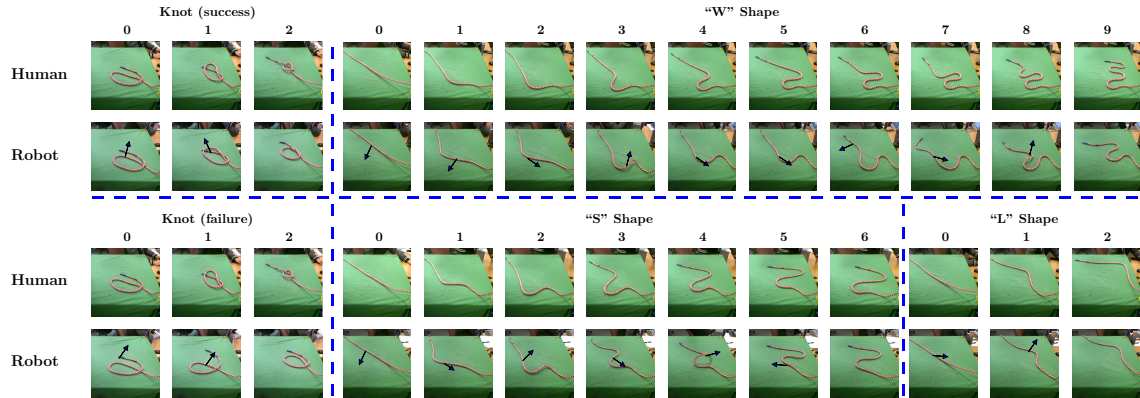 Knot (success) “W” Shape
0 1 2 0 1 2 3 4 5 6 7 8 9
Human
Robot
Knot (failure) “S” Shape “L” Shape
0 1 2 0 1 2 3 4 5 6 0 1 2
Human
Robot